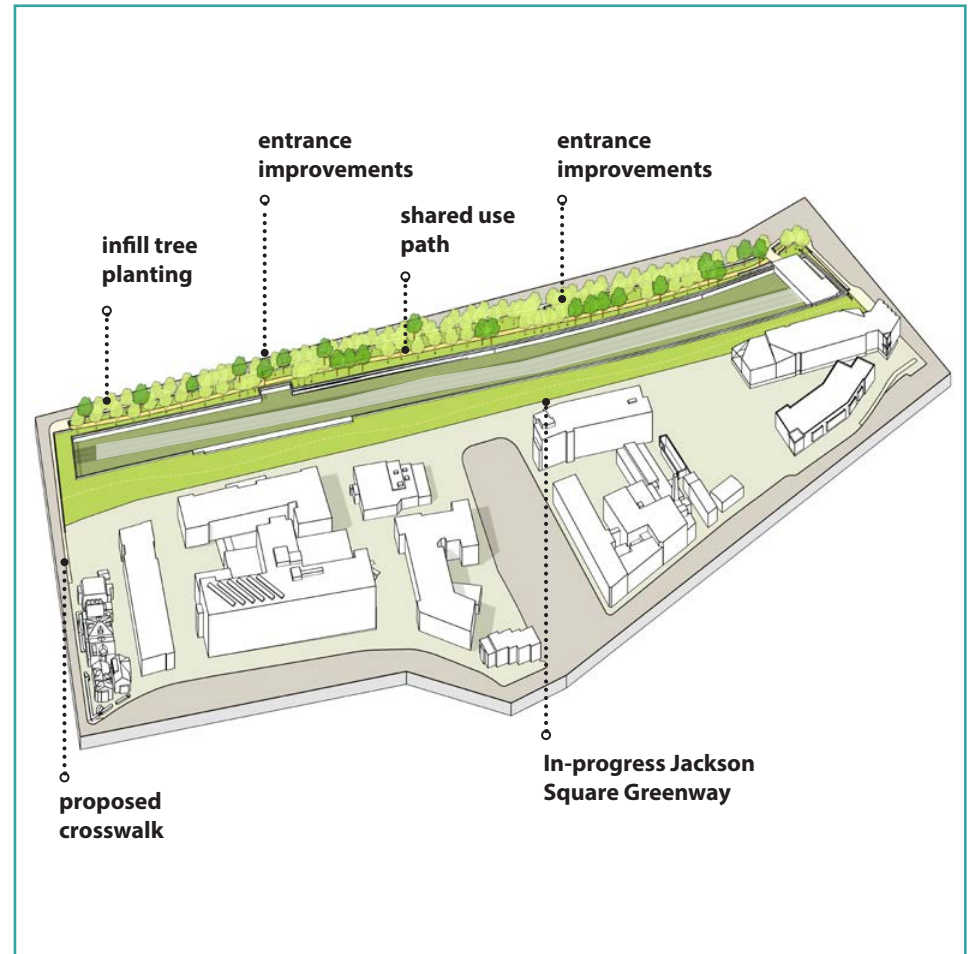 entrance
improvements
entrance
improvements
shared use
path
infill tree
planting
In-progress Jackson
Square Greenway
proposed
crosswalk